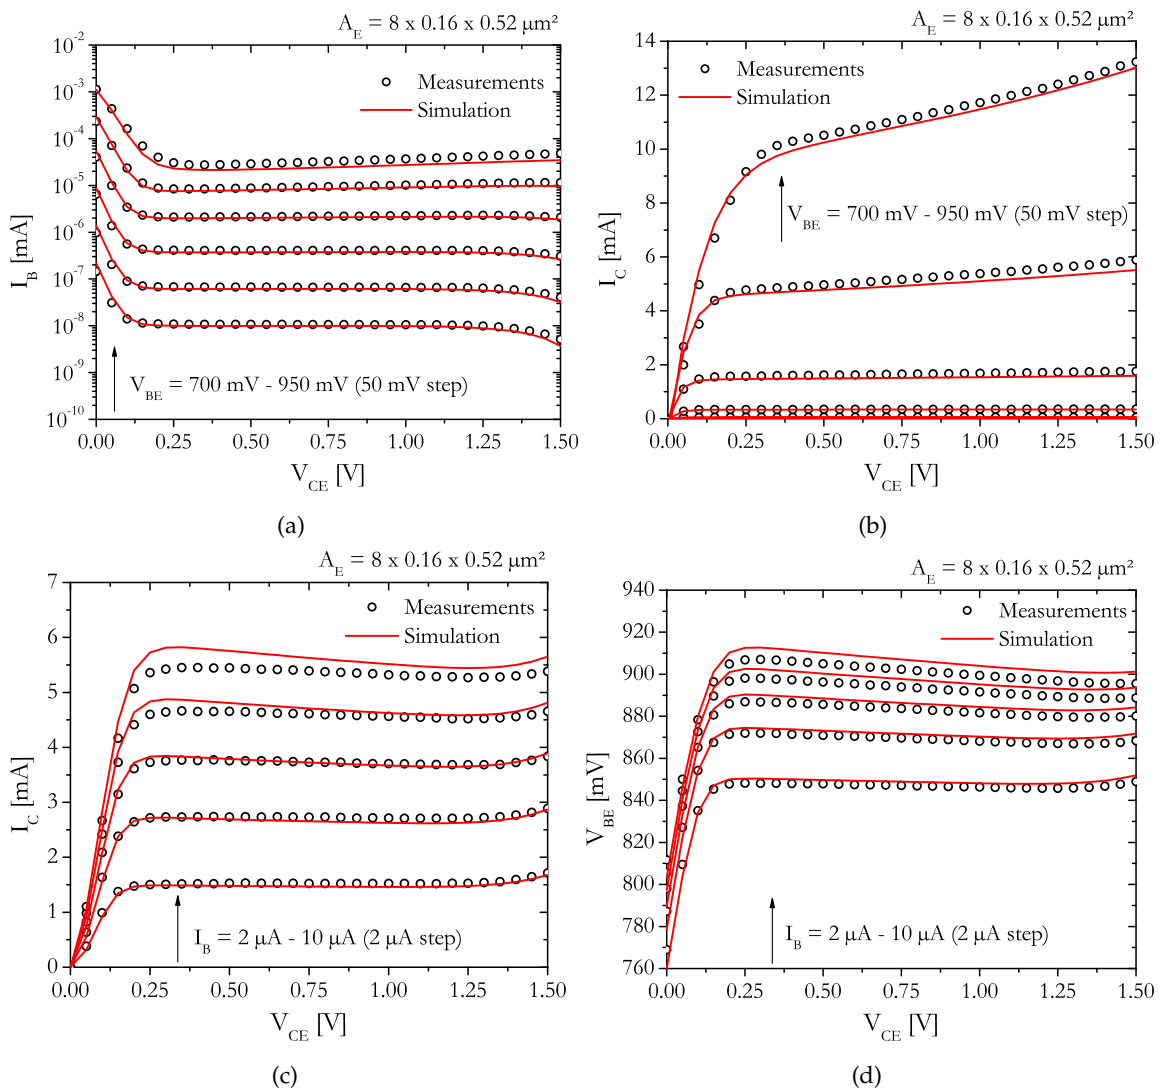 A_E = 8 x 0.16 x 0.52 μm²
10⁻²
10⁻³
10⁻⁴
10⁻⁵
10⁻⁶
10⁻⁷
10⁻⁸
10⁻⁹
10⁻¹⁰
I_B [mA]
Measurements
Simulation
V_BE = 700 mV - 950 mV (50 mV step)
0.00 0.25 0.50 0.75 1.00 1.25 1.50
V_CE [V]
(a)
A_E = 8 x 0.16 x 0.52 μm²
14
12
10
8
6
4
2
0
I_C [mA]
Measurements
Simulation
V_BE = 700 mV - 950 mV (50 mV step)
0.00 0.25 0.50 0.75 1.00 1.25 1.50
V_CE [V]
(b)
A_E = 8 x 0.16 x 0.52 μm²
7
6
5
4
3
2
1
0
I_C [mA]
Measurements
Simulation
I_B = 2 μA - 10 μA (2 μA step)
0.00 0.25 0.50 0.75 1.00 1.25 1.50
V_CE [V]
(c)
A_E = 8 x 0.16 x 0.52 μm²
940
920
900
880
860
840
820
800
780
760
V_BE [mV]
Measurements
Simulation
I_B = 2 μA - 10 μA (2 μA step)
0.00 0.25 0.50 0.75 1.00 1.25 1.50
V_CE [V]
(d)